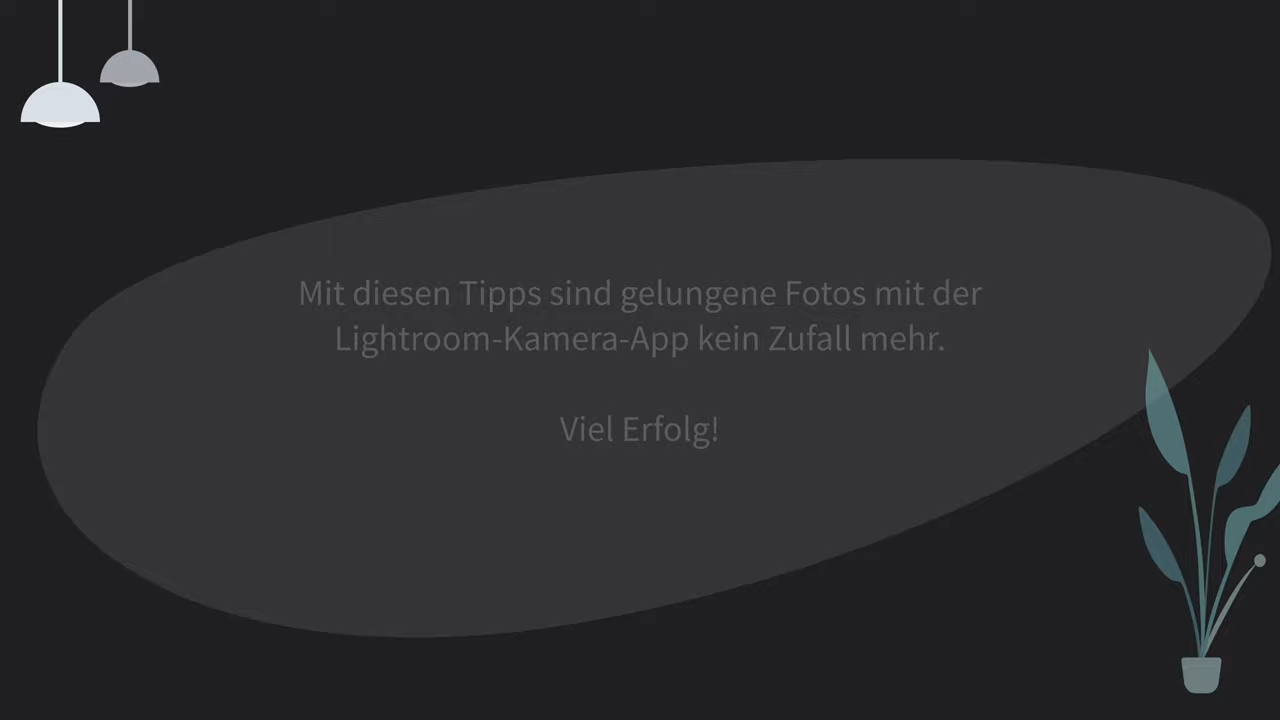 Mit diesen Tipps sind gelungene Fotos mit der
Lightroom-Kamera-App kein Zufall mehr.
Viel Erfolg!